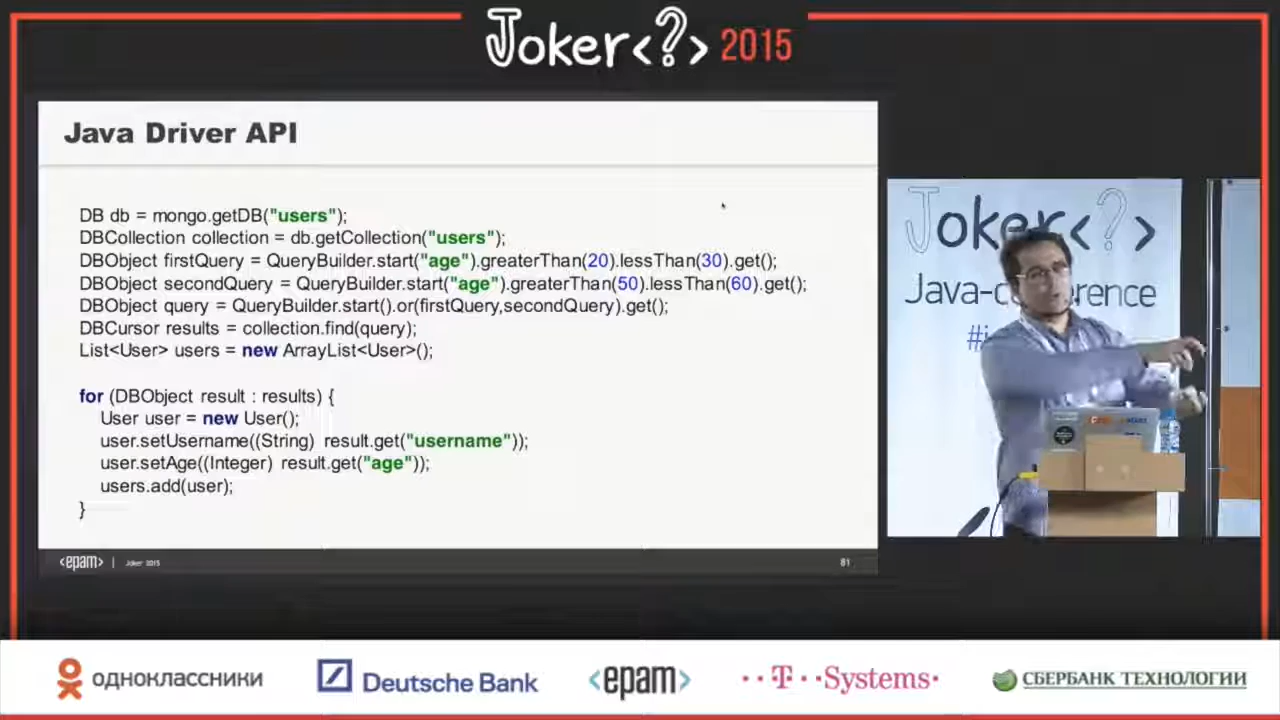 Joker<?> 2015
Java Driver API
DB db = mongo.getDB("users");
DBCollection collection = db.getCollection("users");
DBObject firstQuery = QueryBuilder.start("age").greaterThan(20).lessThan(30).get();
DBObject secondQuery = QueryBuilder.start("age").greaterThan(50).lessThan(60).get();
DBObject query = QueryBuilder.start().or(firstQuery,secondQuery).get();
DBCursor results = collection.find(query);
List<User> users = new ArrayList<User>();
for (DBObject result : results) {
User user = new User();
user.setUsername((String) result.get("username"));
user.setAge((Integer) result.get("age"));
users.add(user);
}
<epam> | Joker 2015
81
Joker<?>
одноклассники
Deutsche Bank
<epam>
T Systems
СБЕРБАНК ТЕХНОЛОГИИ